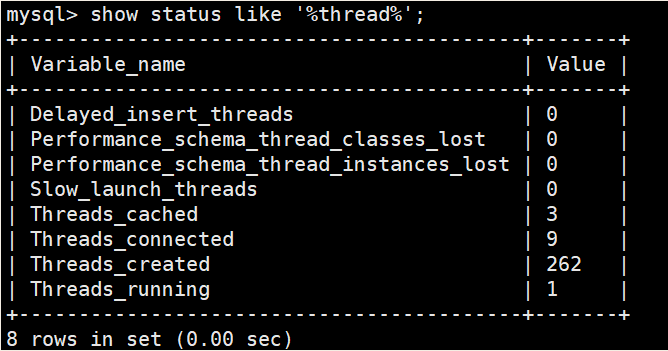 mysql> show status like '%thread%';
+------------------------------------------+-------+
| Variable_name                            | Value |
+------------------------------------------+-------+
| Delayed_insert_threads                   | 0     |
| Performance_schema_thread_classes_lost   | 0     |
| Performance_schema_thread_instances_lost | 0     |
| Slow_launch_threads                      | 0     |
| Threads_cached                           | 3     |
| Threads_connected                        | 9     |
| Threads_created                          | 262   |
| Threads_running                          | 1     |
+------------------------------------------+-------+
8 rows in set (0.00 sec)